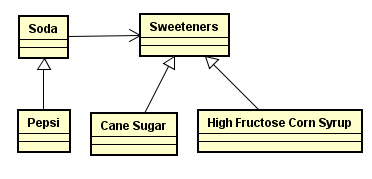 Soda
Sweeteners
Pepsi
Cane Sugar
High Fructose Corn Syrup